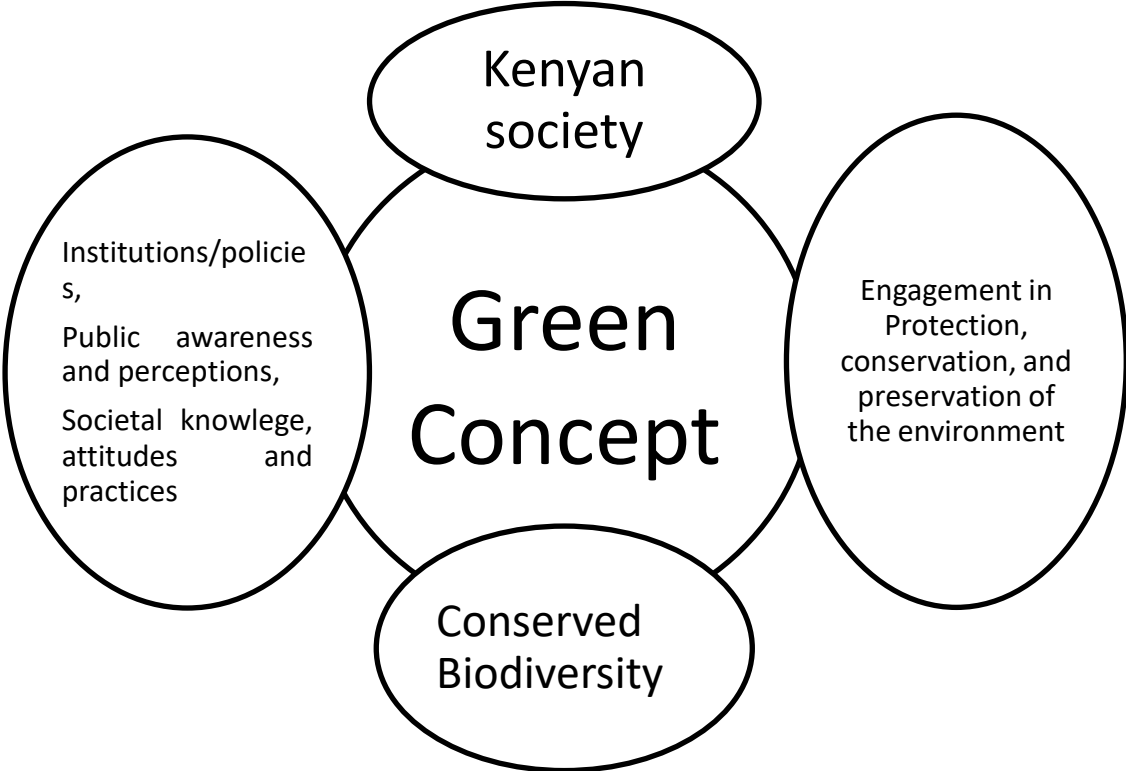 Kenyan
society
Institutions/policie
s,
Public awareness
and perceptions,
Societal knowlege,
attitudes and
practices
Green
Concept
Engagement in
Protection,
conservation, and
preservation of
the environment
Conserved
Biodiversity